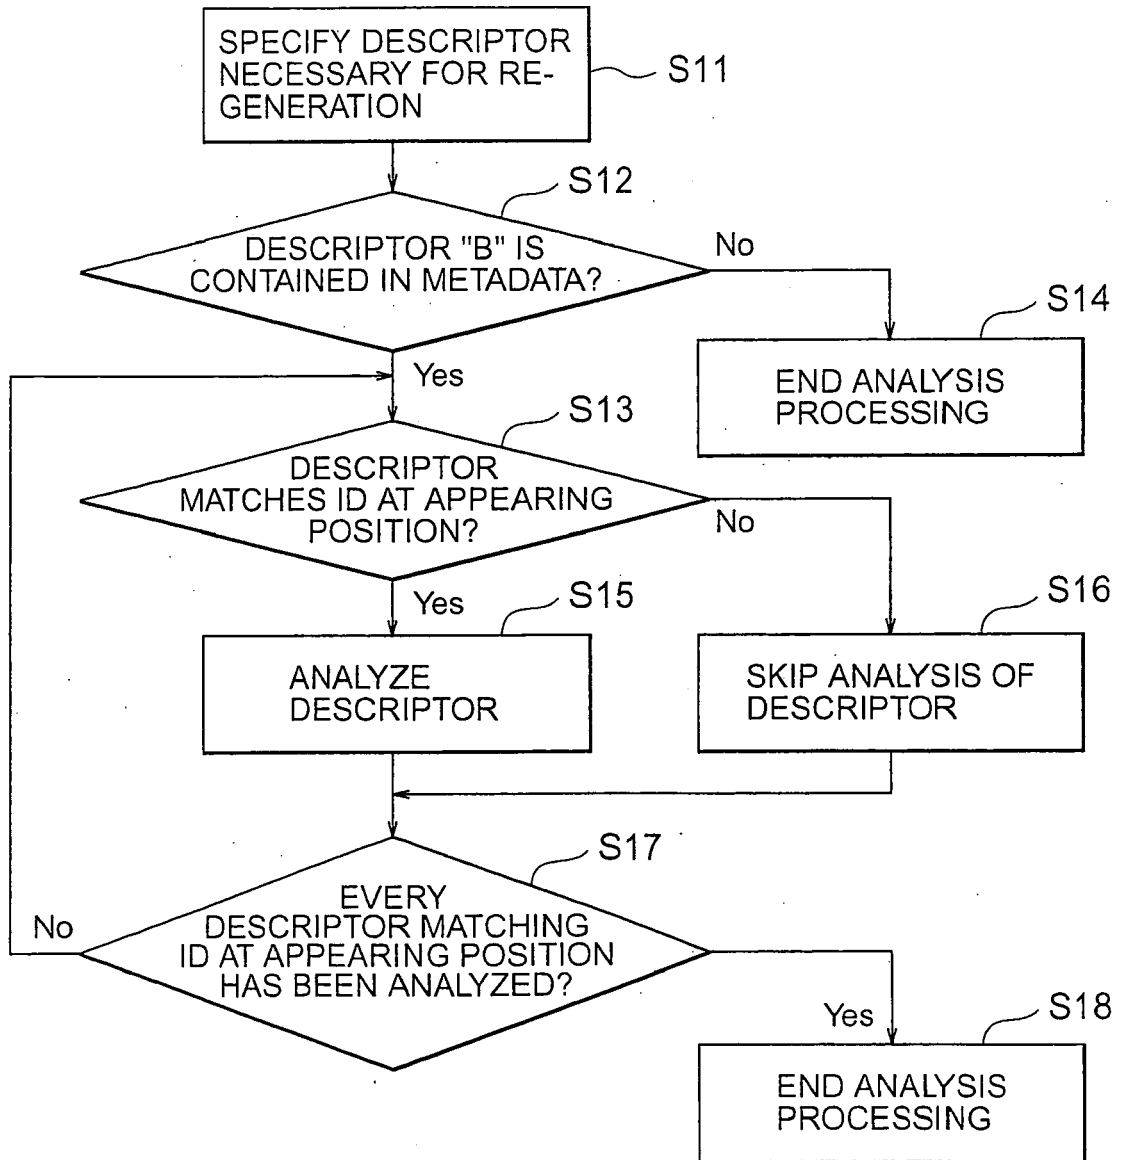 SPECIFY DESCRIPTOR
NECESSARY FOR RE-
GENERATION
S11
S12
DESCRIPTOR "B" IS
CONTAINED IN METADATA?
No
S14
END ANALYSIS
PROCESSING
Yes
S13
DESCRIPTOR
MATCHES ID AT APPEARING
POSITION?
No
Yes
S15
ANALYZE
DESCRIPTOR
S16
SKIP ANALYSIS OF
DESCRIPTOR
S17
EVERY
DESCRIPTOR MATCHING
ID AT APPEARING POSITION
HAS BEEN ANALYZED?
No
Yes
S18
END ANALYSIS
PROCESSING